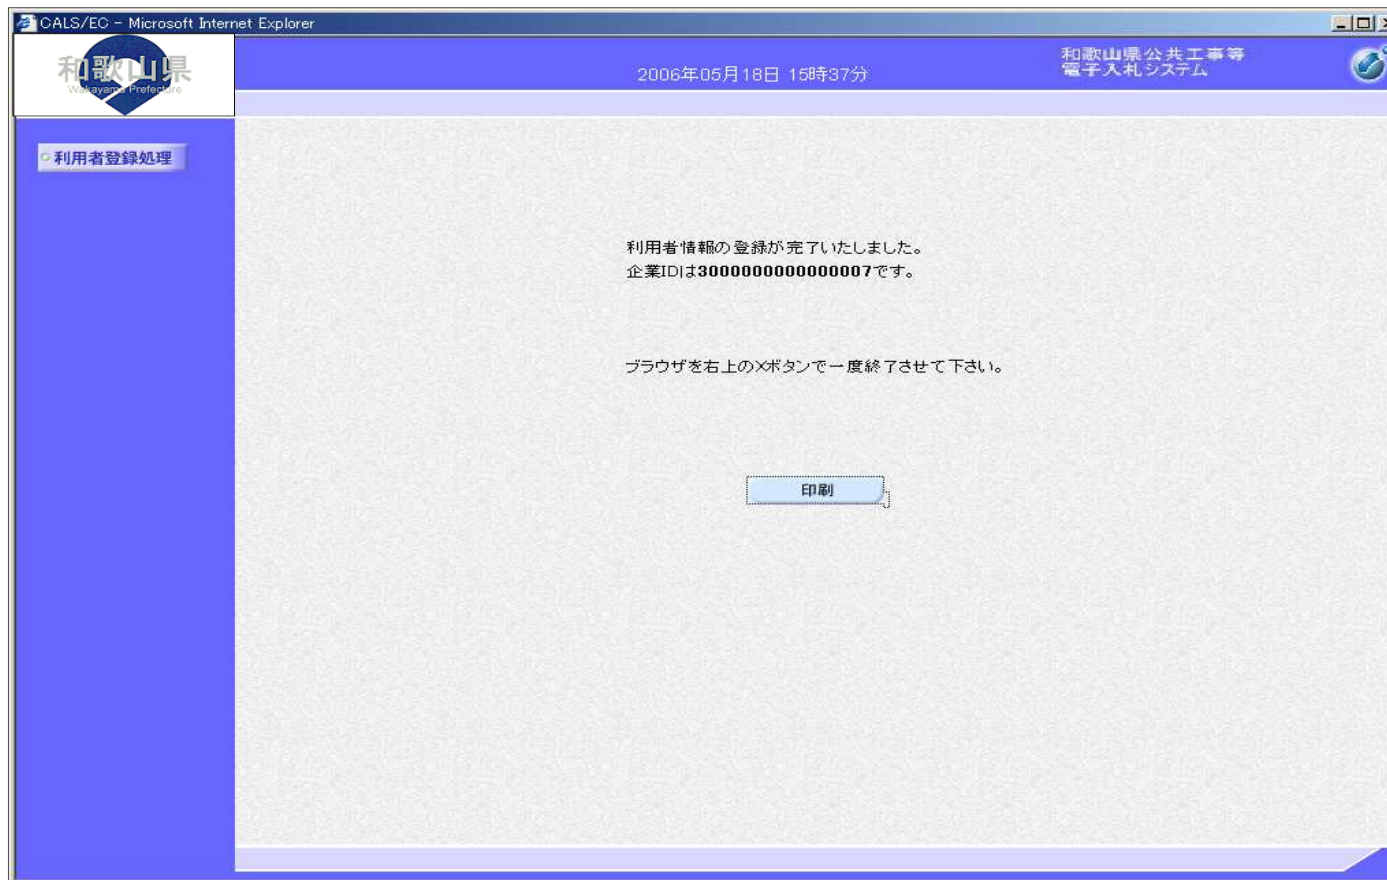 CALS/EC - Microsoft Internet Explorer
和歌山県
Wakayama Prefecture
2006年05月18日 15時37分
和歌山県公共工事等
電子入札システム
利用者登録処理
利用者情報の登録が完了いたしました。
企業IDは3000000000000007です。
ブラウザを右上の×ボタンで一度終了させて下さい。
印刷